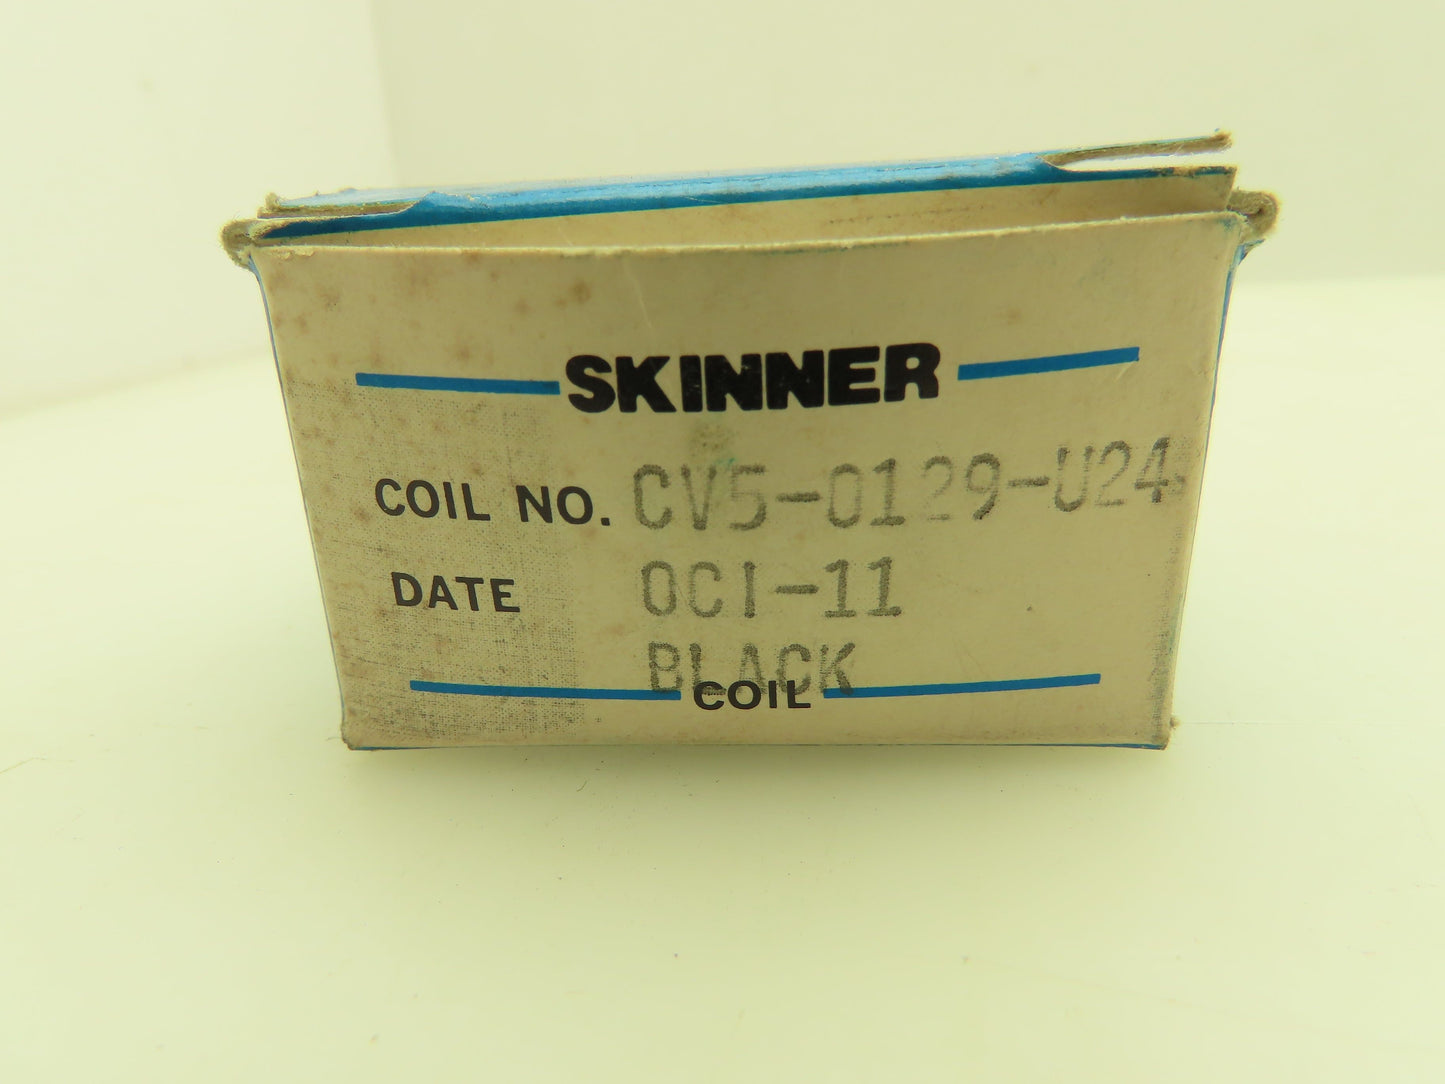 SKINNER
COIL NO. CV5-0129-U24
DATE OCI-11
BLACK
COIL